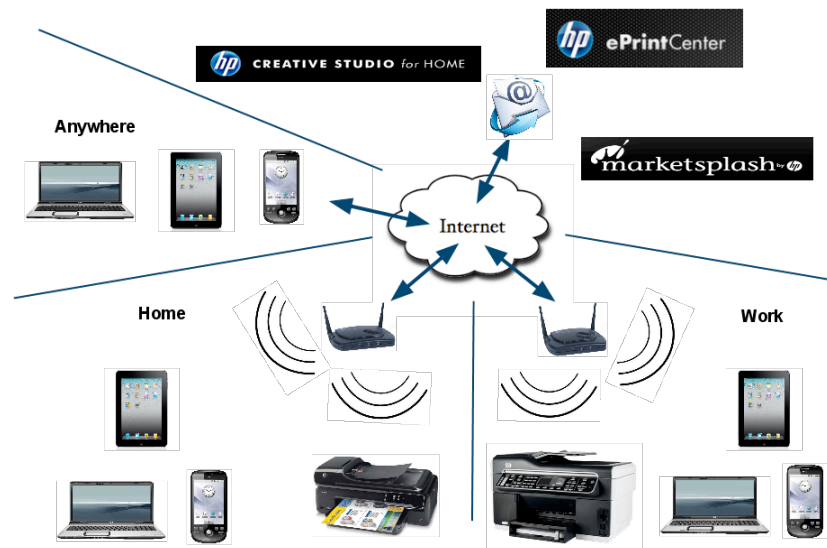 hp CREATIVE STUDIO for HOME
hp ePrintCenter
@
Anywhere
marketsplash by hp
Internet
Home
Work